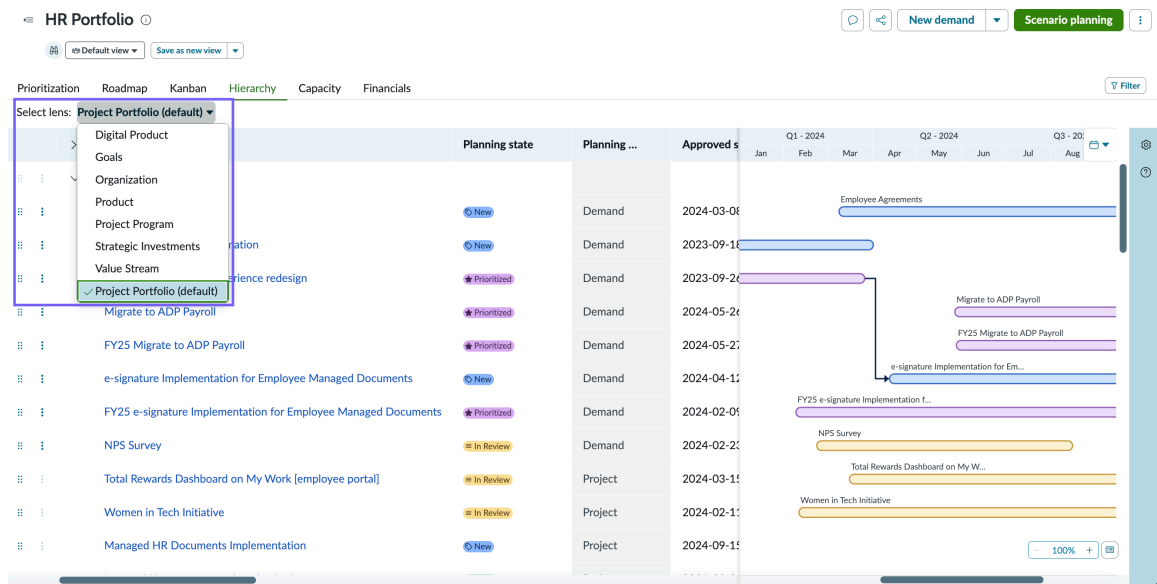 HR Portfolio
New demand
Scenario planning
Default view
Save as new view
Prioritization Roadmap Kanban Hierarchy Capacity Financials
Filter
Select lens: Project Portfolio (default)
Digital Product
Goals
Organization
Product
Project Program
Strategic Investments
Value Stream
Project Portfolio (default)
Planning state Planning ... Approved s
Q1 - 2024 Q2 - 2024 Q3 - 20
Jan Feb Mar Apr May Jun Jul Aug
New Demand 2024-03-08 Employee Agreements
New Demand 2023-09-18
erience redesign Prioritized Demand 2023-09-26
Migrate to ADP Payroll Prioritized Demand 2024-05-26 Migrate to ADP Payroll
FY25 Migrate to ADP Payroll Prioritized Demand 2024-05-27 FY25 Migrate to ADP Payroll
e-signature Implementation for Employee Managed Documents New Demand 2024-04-12 e-signature Implementation for Em...
FY25 e-signature Implementation for Employee Managed Documents Prioritized Demand 2024-02-09 FY25 e-signature Implementation f...
NPS Survey In Review Demand 2024-02-23 NPS Survey
Total Rewards Dashboard on My Work [employee portal] In Review Project 2024-03-15 Total Rewards Dashboard on My W...
Women in Tech Initiative In Review Project 2024-02-11 Women in Tech Initiative
Managed HR Documents Implementation New Project 2024-09-15
100%